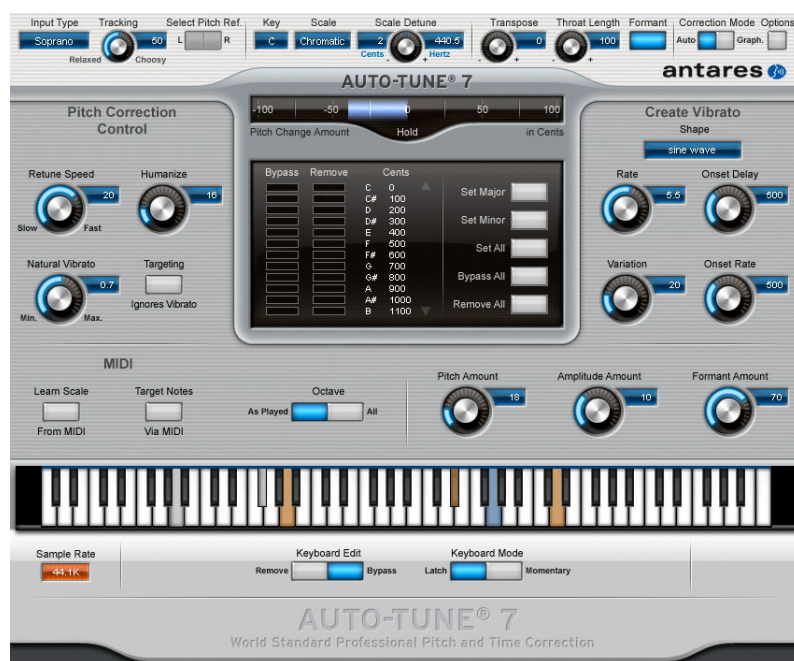 Input Type Tracking Select Pitch Ref. Key Scale Scale Detune Transpose Throat Length Formant Correction Mode Options
Soprano 50 L R C Chromatic 2 440.5 0 100 Auto Graph.
Relaxed Choosy Cents - + Hertz - + - +
antares
AUTO-TUNE® 7
Pitch Correction
Control
-100 -50 0 50 100
Pitch Change Amount Hold in Cents
Create Vibrato
Shape
sine wave
Retune Speed Humanize
20 16
Slow Fast
Natural Vibrato Targeting
0.7
Min. Max.
Ignores Vibrato
Bypass Remove Cents
C 0
C# 100
D 200
D# 300
E 400
F 500
F# 600
G 700
G# 800
A 900
A# 1000
B 1100
Set Major
Set Minor
Set All
Bypass All
Remove All
Rate Onset Delay
5.5 500
Variation Onset Rate
20 500
MIDI
Learn Scale Target Notes Octave
As Played All
From MIDI Via MIDI
Pitch Amount Amplitude Amount Formant Amount
18 10 70
Sample Rate Keyboard Edit Keyboard Mode
44.1K Remove Bypass Latch Momentary
AUTO-TUNE® 7
World Standard Professional Pitch and Time Correction